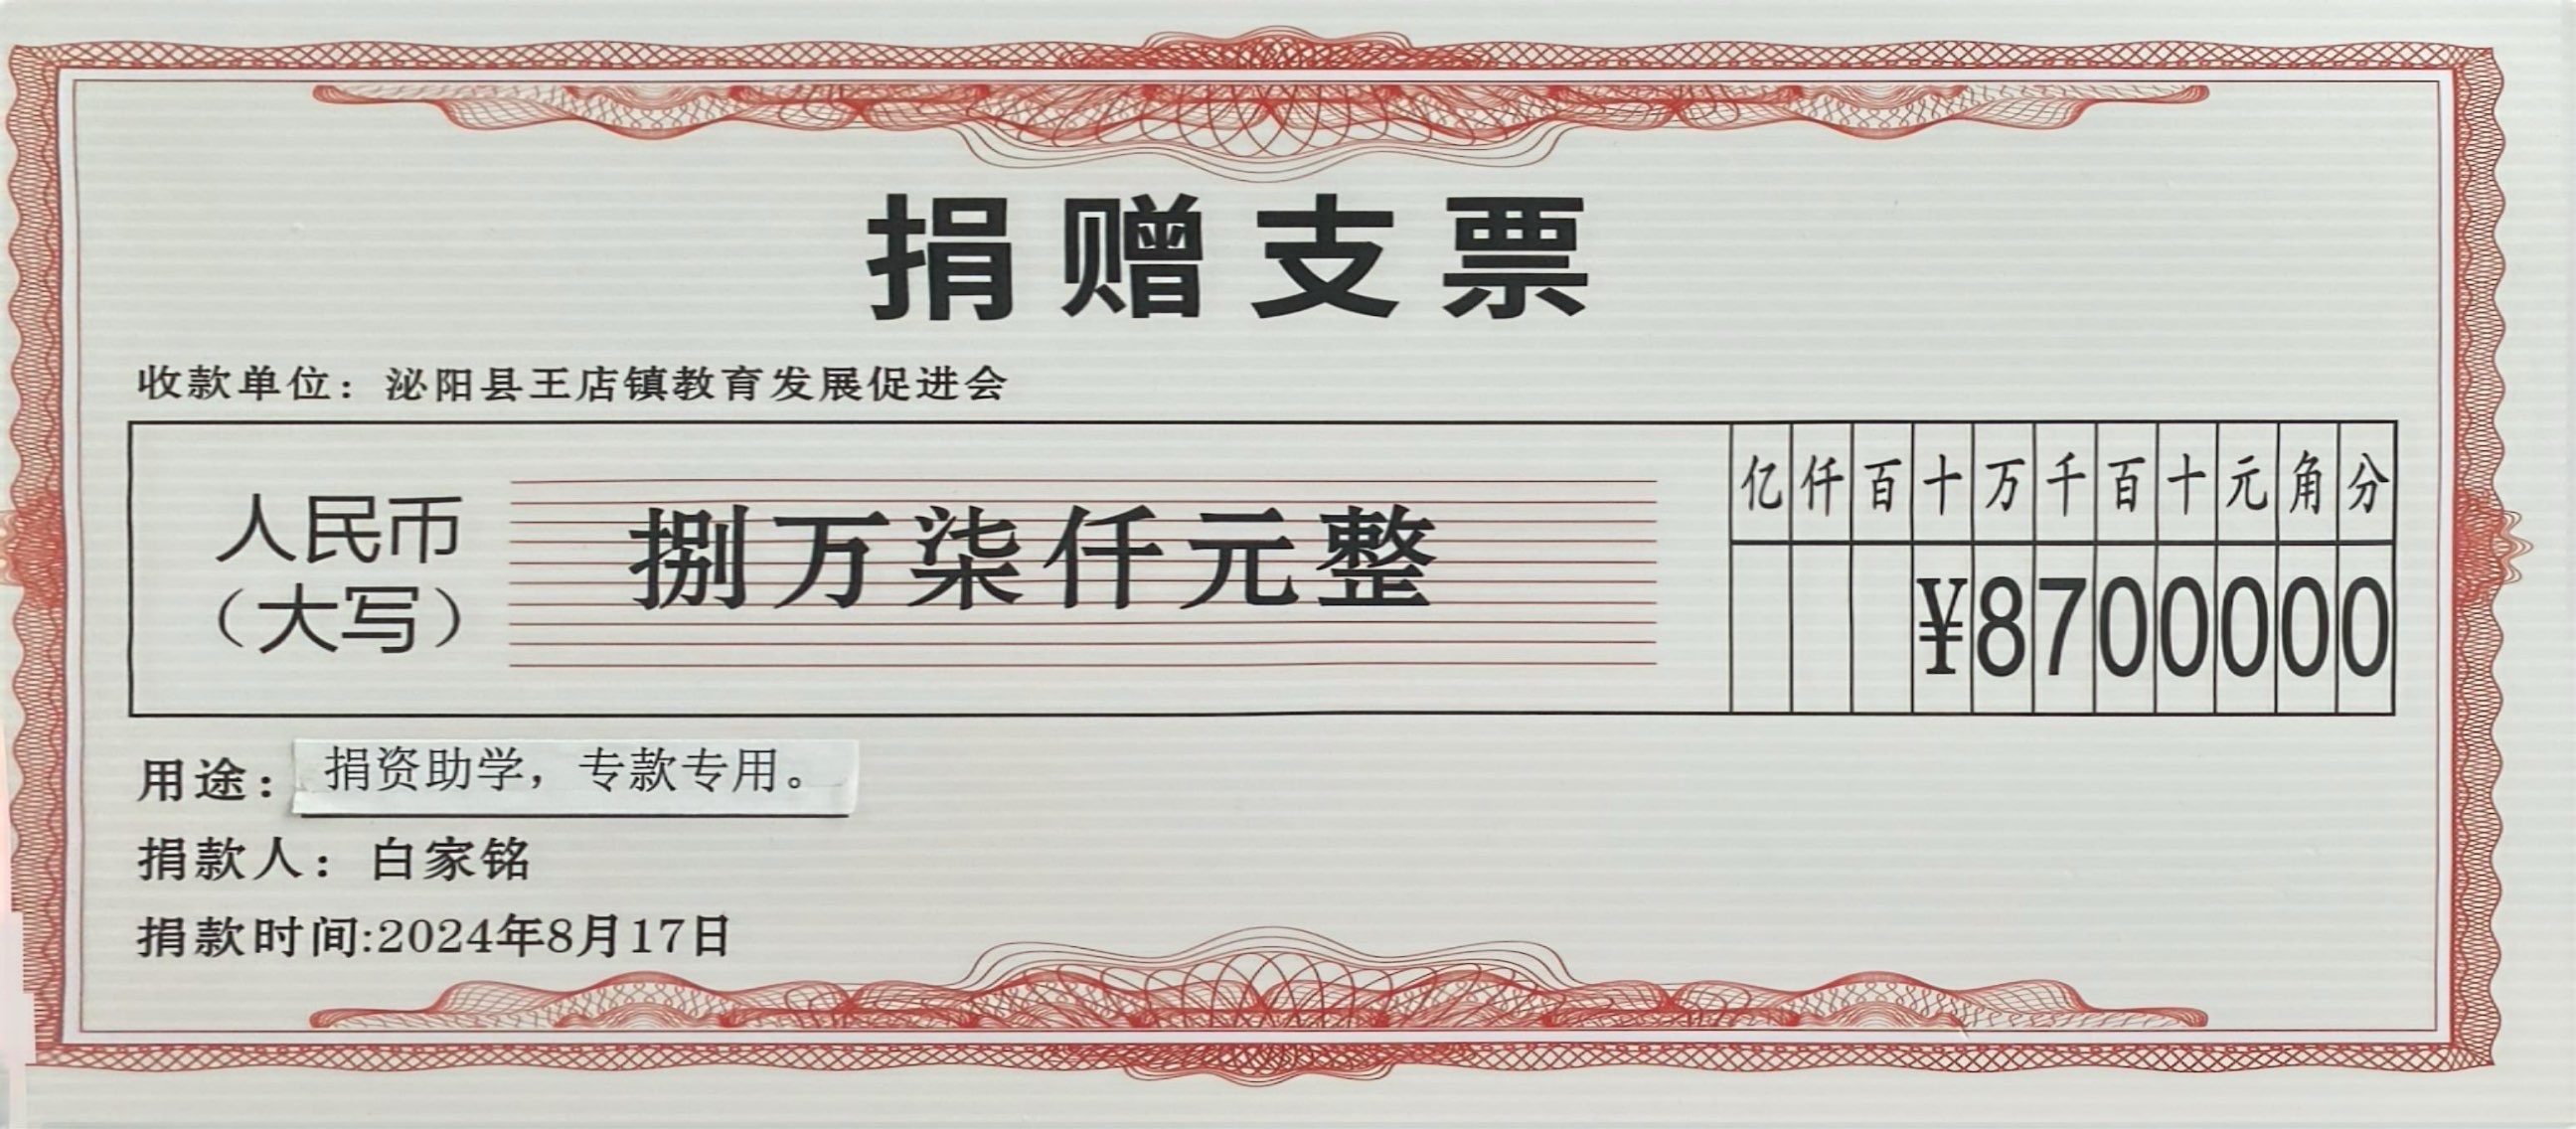 捐赠支票
收款单位：泌阳县王店镇教育发展促进会
亿仟百十万千百十元角分
人民币
（大写）
捌万柒仟元整
¥8700000
用途：捐资助学，专款专用。
捐款人：白家铭
捐款时间:2024年8月17日